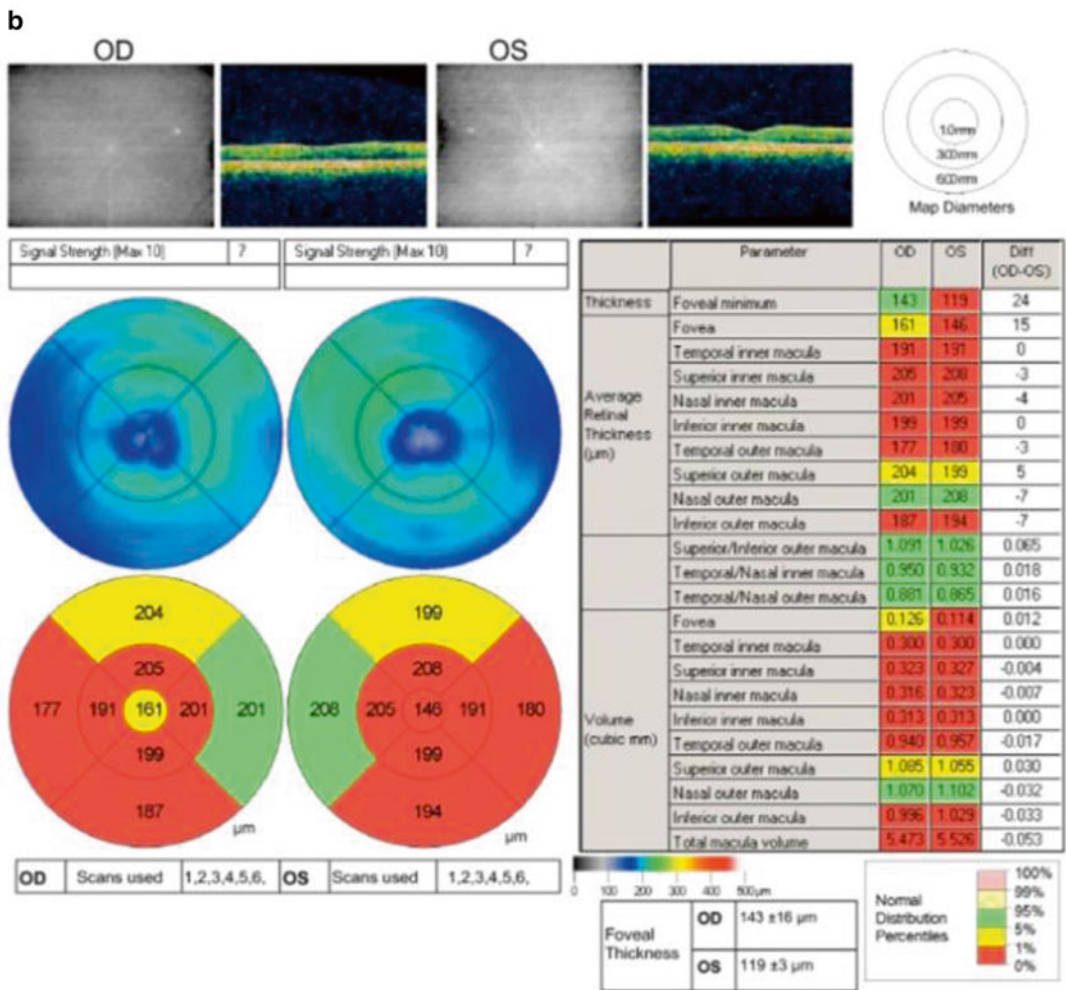 b
OD
OS
1.0mm
3.00mm
6.00mm
Map Diameters
Signal Strength (Max 10) 7
Signal Strength (Max 10) 7
Parameter OD OS Diff (OD-OS)
Thickness Foveal minimum 143 119 24
Average Retinal Thickness (µm)
Fovea 161 146 15
Temporal inner macula 191 191 0
Superior inner macula 205 208 -3
Nasal inner macula 201 205 -4
Inferior inner macula 199 199 0
Temporal outer macula 177 180 -3
Superior outer macula 204 199 5
Nasal outer macula 201 208 -7
Inferior outer macula 187 194 -7
Superior/Inferior outer macula 1.091 1.026 0.065
Temporal/Nasal inner macula 0.950 0.932 0.018
Temporal/Nasal outer macula 0.881 0.865 0.016
Volume (cubic mm)
Fovea 0.126 0.114 0.012
Temporal inner macula 0.300 0.300 0.000
Superior inner macula 0.323 0.327 -0.004
Nasal inner macula 0.316 0.323 -0.007
Inferior inner macula 0.313 0.313 0.000
Temporal outer macula 0.940 0.957 -0.017
Superior outer macula 1.085 1.055 0.030
Nasal outer macula 1.070 1.102 -0.032
Inferior outer macula 0.996 1.029 -0.033
Total macula volume 5.473 5.526 -0.053
204
205
177 191 161 201 201
199
187
µm
199
208
208 205 146 191 180
199
194
µm
OD Scans used 1,2,3,4,5,6, OS Scans used 1,2,3,4,5,6,
0 100 200 300 400 500µm
Foveal Thickness
OD 143 ±16 µm
OS 119 ±3 µm
Normal
Distribution
Percentiles
100%
99%
95%
5%
1%
0%